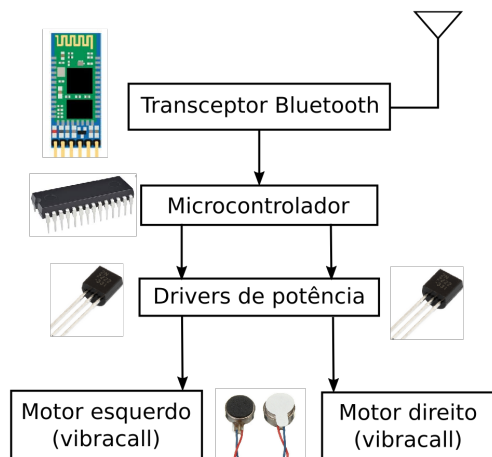 Transceptor Bluetooth
Microcontrolador
Drivers de potência
Motor esquerdo
(vibracall)
Motor direito
(vibracall)